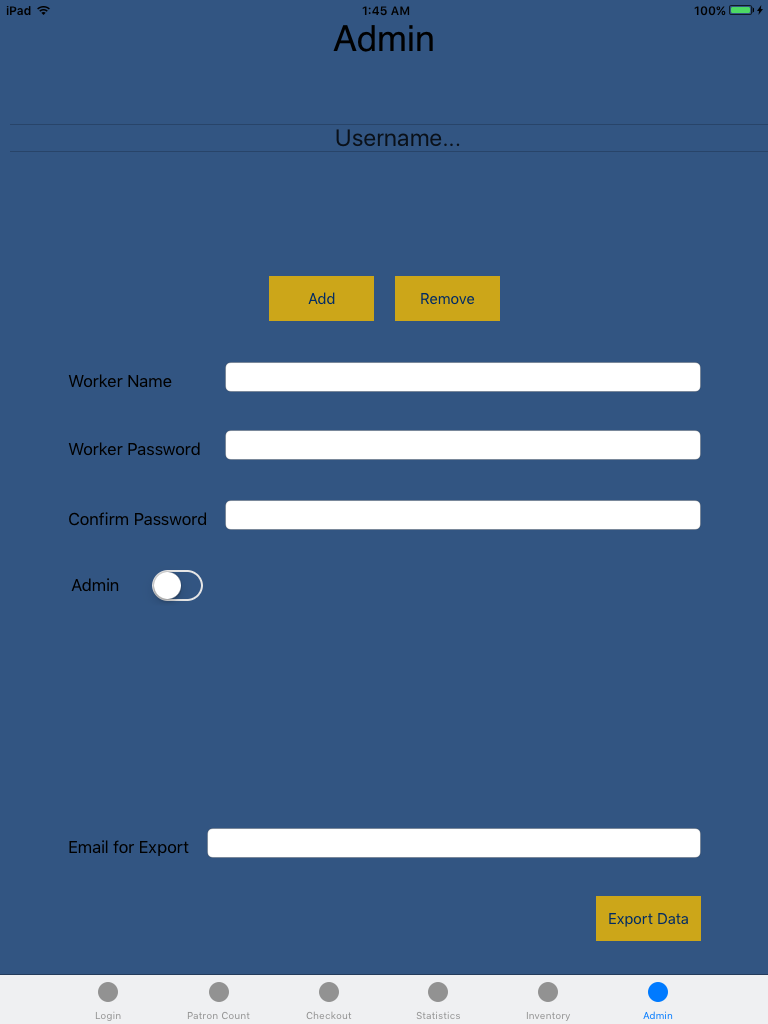 iPad 1:45 AM 100%
Admin
Username...
Add Remove
Worker Name
Worker Password
Confirm Password
Admin
Email for Export
Export Data
Login Patron Count Checkout Statistics Inventory Admin